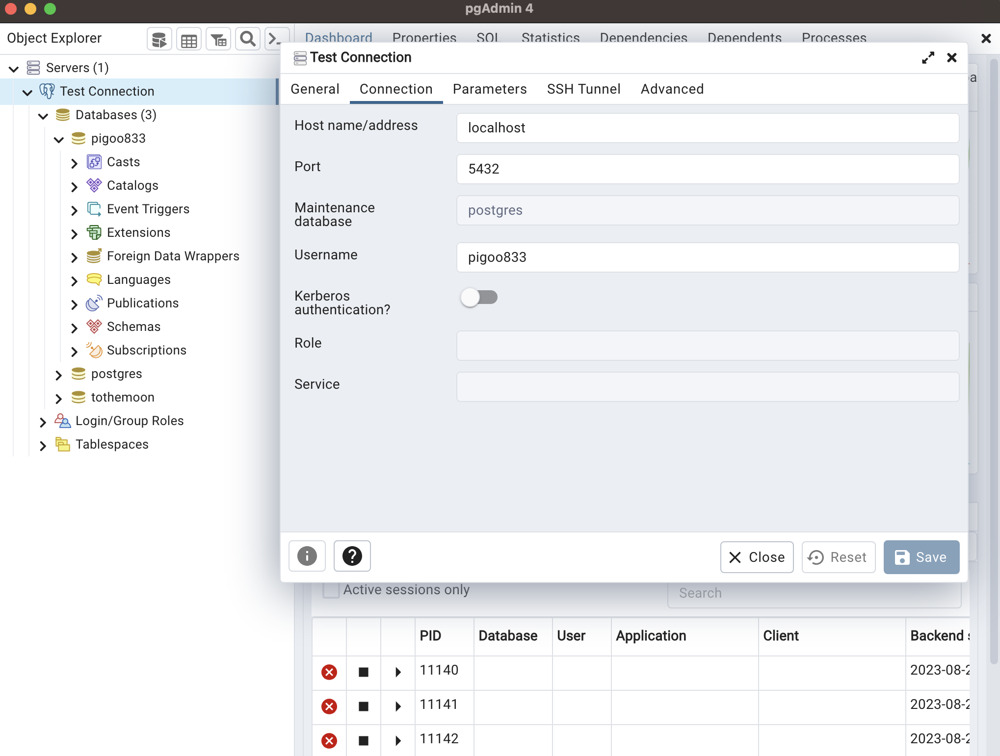 pgAdmin 4
Object Explorer
Dashboard Properties SQL Statistics Dependencies Dependents Processes
Servers (1)
Test Connection
Databases (3)
pigoo833
Casts
Catalogs
Event Triggers
Extensions
Foreign Data Wrappers
Languages
Publications
Schemas
Subscriptions
postgres
tothemoon
Login/Group Roles
Tablespaces
Test Connection
General Connection Parameters SSH Tunnel Advanced
Host name/address localhost
Port 5432
Maintenance
database postgres
Username pigoo833
Kerberos
authentication?
Role
Service
Close Reset Save
Active sessions only Search
PID Database User Application Client Backend s
11140 2023-08-2
11141 2023-08-2
11142 2023-08-2